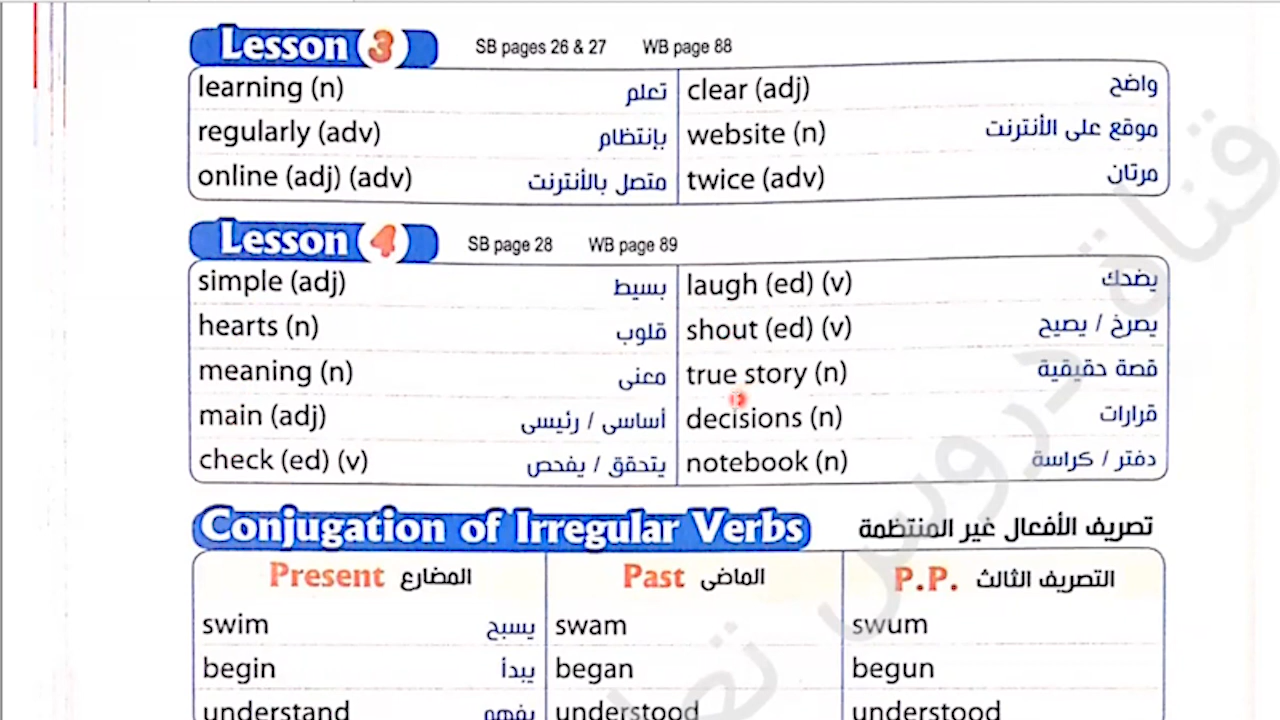 Lesson 3 SB pages 26 & 27 WB page 88
learning (n) تعلم clear (adj) واضح
regularly (adv) بإنتظام website (n) موقع على الأنترنت
online (adj) (adv) متصل بالأنترنت twice (adv) مرتان
Lesson 4 SB page 28 WB page 89
simple (adj) بسيط laugh (ed) (v) يضحك
hearts (n) قلوب shout (ed) (v) يصرخ / يصيح
meaning (n) معنى true story (n) قصة حقيقية
main (adj) أساسى / رئيسى decisions (n) قرارات
check (ed) (v) يتحقق / يفحص notebook (n) دفتر / كراسة
Conjugation of Irregular Verbs تصريف الأفعال غير المنتظمة
Present المضارع Past الماضى P.P. التصريف الثالث
swim يسبح swam swum
begin يبدأ began begun
understand يفهم understood understood
قناة دروس